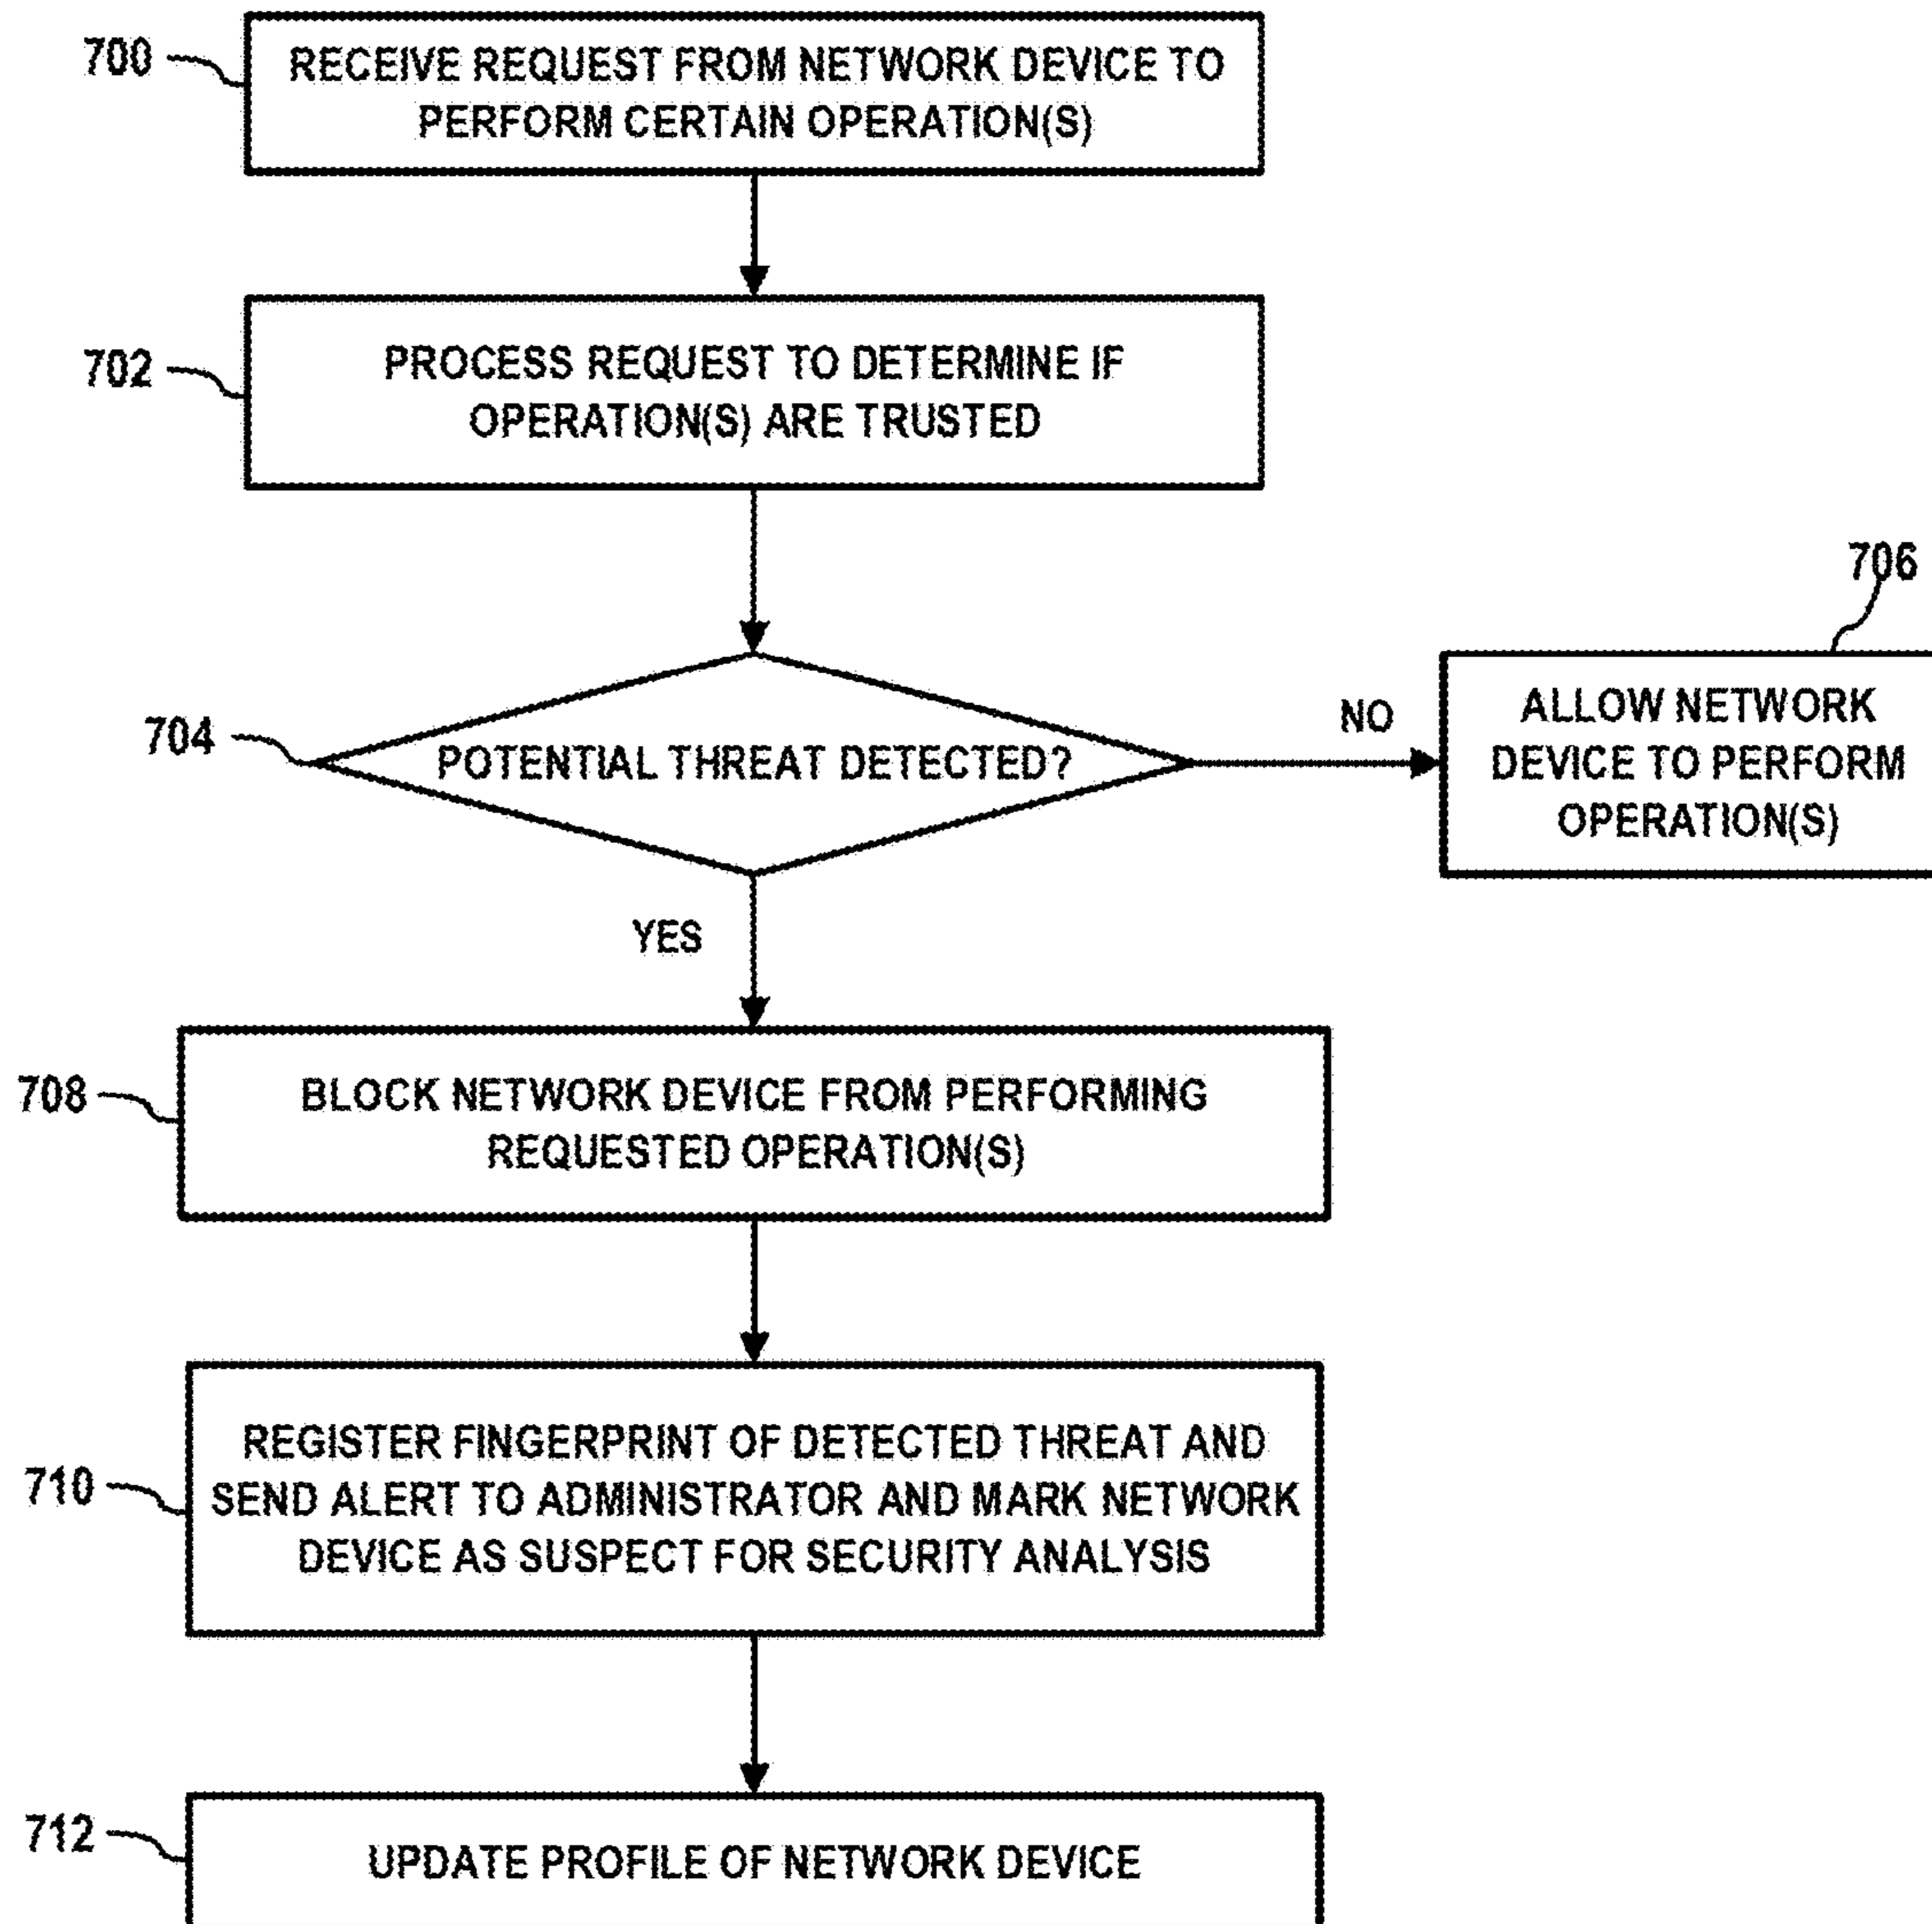 700
RECEIVE REQUEST FROM NETWORK DEVICE TO
PERFORM CERTAIN OPERATION(S)
702
PROCESS REQUEST TO DETERMINE IF
OPERATION(S) ARE TRUSTED
704
POTENTIAL THREAT DETECTED?
NO
706
ALLOW NETWORK
DEVICE TO PERFORM
OPERATION(S)
YES
708
BLOCK NETWORK DEVICE FROM PERFORMING
REQUESTED OPERATION(S)
710
REGISTER FINGERPRINT OF DETECTED THREAT AND
SEND ALERT TO ADMINISTRATOR AND MARK NETWORK
DEVICE AS SUSPECT FOR SECURITY ANALYSIS
712
UPDATE PROFILE OF NETWORK DEVICE